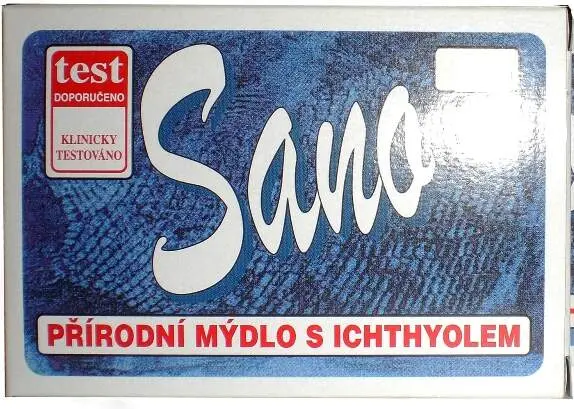 test
DOPORUČENO
KLINICKY
TESTOVÁNO
Sano
PŘÍRODNÍ MÝDLO S ICHTHYOLEM